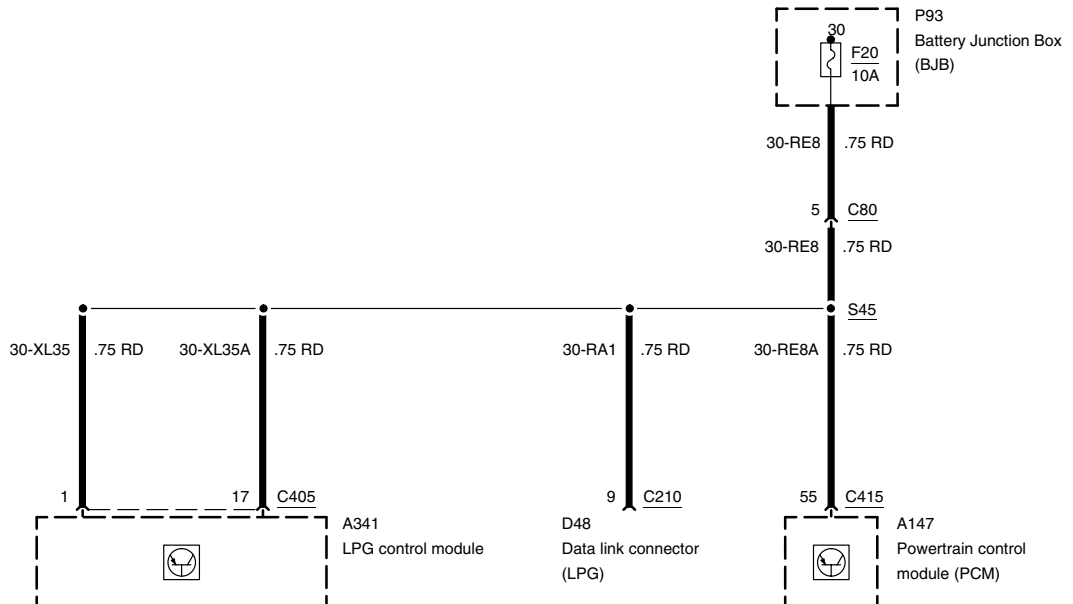 P93
Battery Junction Box
(BJB)
30
F20
10A
30-RE8 .75 RD
5 C80
30-RE8 .75 RD
S45
30-XL35 .75 RD 30-XL35A .75 RD 30-RA1 .75 RD 30-RE8A .75 RD
1 17 C405 9 C210 55 C415
A341
LPG control module
D48
Data link connector
(LPG)
A147
Powertrain control
module (PCM)